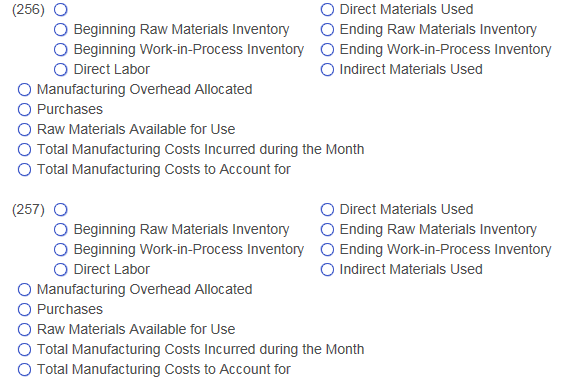 (256) Direct Materials Used
Beginning Raw Materials Inventory Ending Raw Materials Inventory
Beginning Work-in-Process Inventory Ending Work-in-Process Inventory
Direct Labor Indirect Materials Used
Manufacturing Overhead Allocated
Purchases
Raw Materials Available for Use
Total Manufacturing Costs Incurred during the Month
Total Manufacturing Costs to Account for
(257) Direct Materials Used
Beginning Raw Materials Inventory Ending Raw Materials Inventory
Beginning Work-in-Process Inventory Ending Work-in-Process Inventory
Direct Labor Indirect Materials Used
Manufacturing Overhead Allocated
Purchases
Raw Materials Available for Use
Total Manufacturing Costs Incurred during the Month
Total Manufacturing Costs to Account for